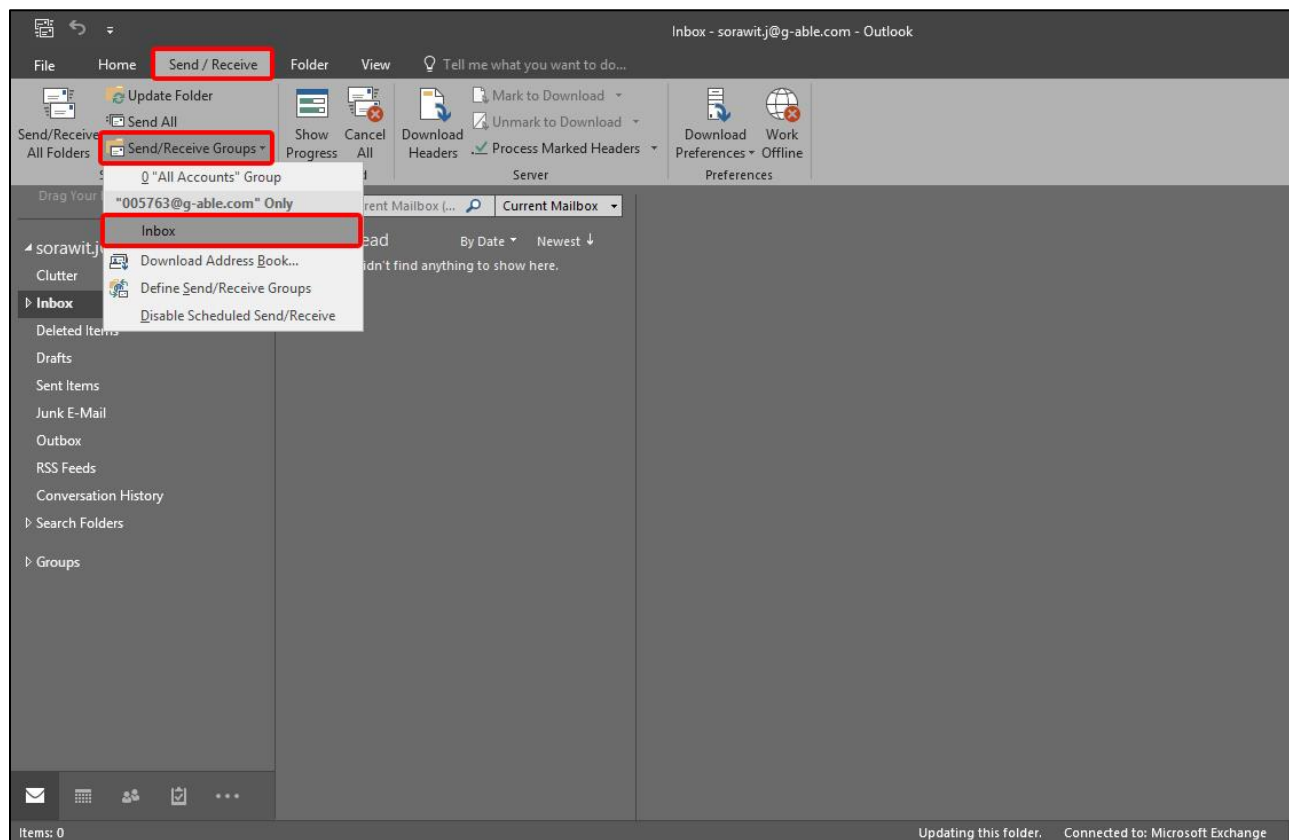 Inbox - sorawit.j@g-able.com - Outlook
File Home Send / Receive Folder View Tell me what you want to do...
Update Folder
Send All
Send/Receive Groups
Send/Receive
All Folders
Show
Progress
Cancel
All
Download
Headers
Mark to Download
Unmark to Download
Process Marked Headers
Server
Download
Preferences
Work
Offline
Preferences
0 "All Accounts" Group
"005763@g-able.com" Only
Inbox
Download Address Book...
Define Send/Receive Groups
Disable Scheduled Send/Receive
Drag Your
Mailbox (... Current Mailbox
By Date Newest ↓
find anything to show here.
sorawit.j
Clutter
Inbox
Deleted Items
Drafts
Sent Items
Junk E-Mail
Outbox
RSS Feeds
Conversation History
Search Folders
Groups
Items: 0
Updating this folder. Connected to: Microsoft Exchange